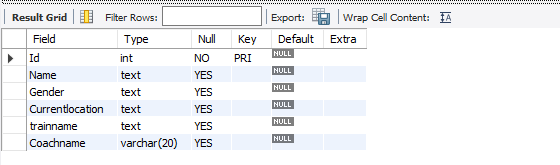 Result Grid Filter Rows: Export: Wrap Cell Content:
Field Type Null Key Default Extra
Id int NO PRI NULL
Name text YES NULL
Gender text YES NULL
Currentlocation text YES NULL
trainname text YES NULL
Coachname varchar(20) YES NULL